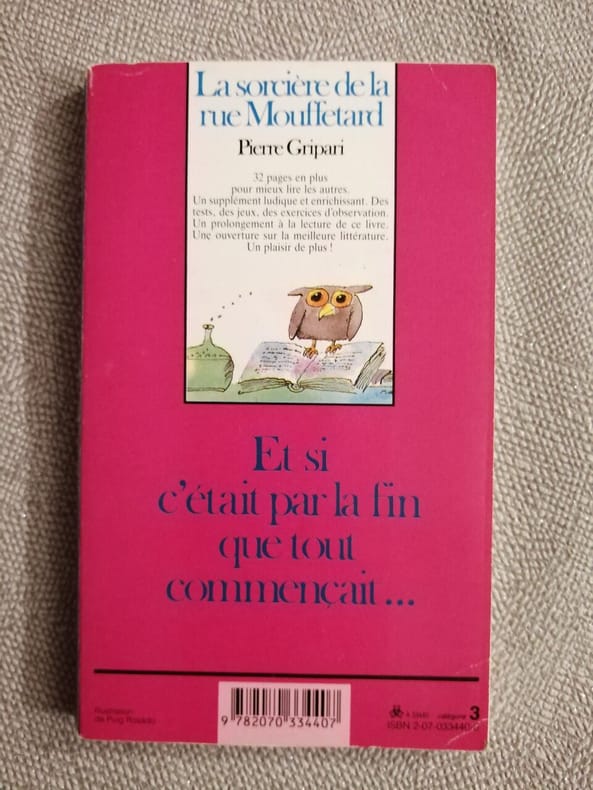 La sorcière de la
rue Mouffetard
Pierre Gripari
32 pages en plus
pour mieux lire les autres.
Un supplément ludique et enrichissant. Des
tests, des jeux, des exercices d'observation.
Un prolongement à la lecture de ce livre.
Une ouverture sur la meilleure littérature.
Un plaisir de plus !
Et si
c'était par la fin
que tout
commençait...
Illustration
de Puig Rosado
9 782070 334407
catégorie 3
ISBN 2-07-033440-